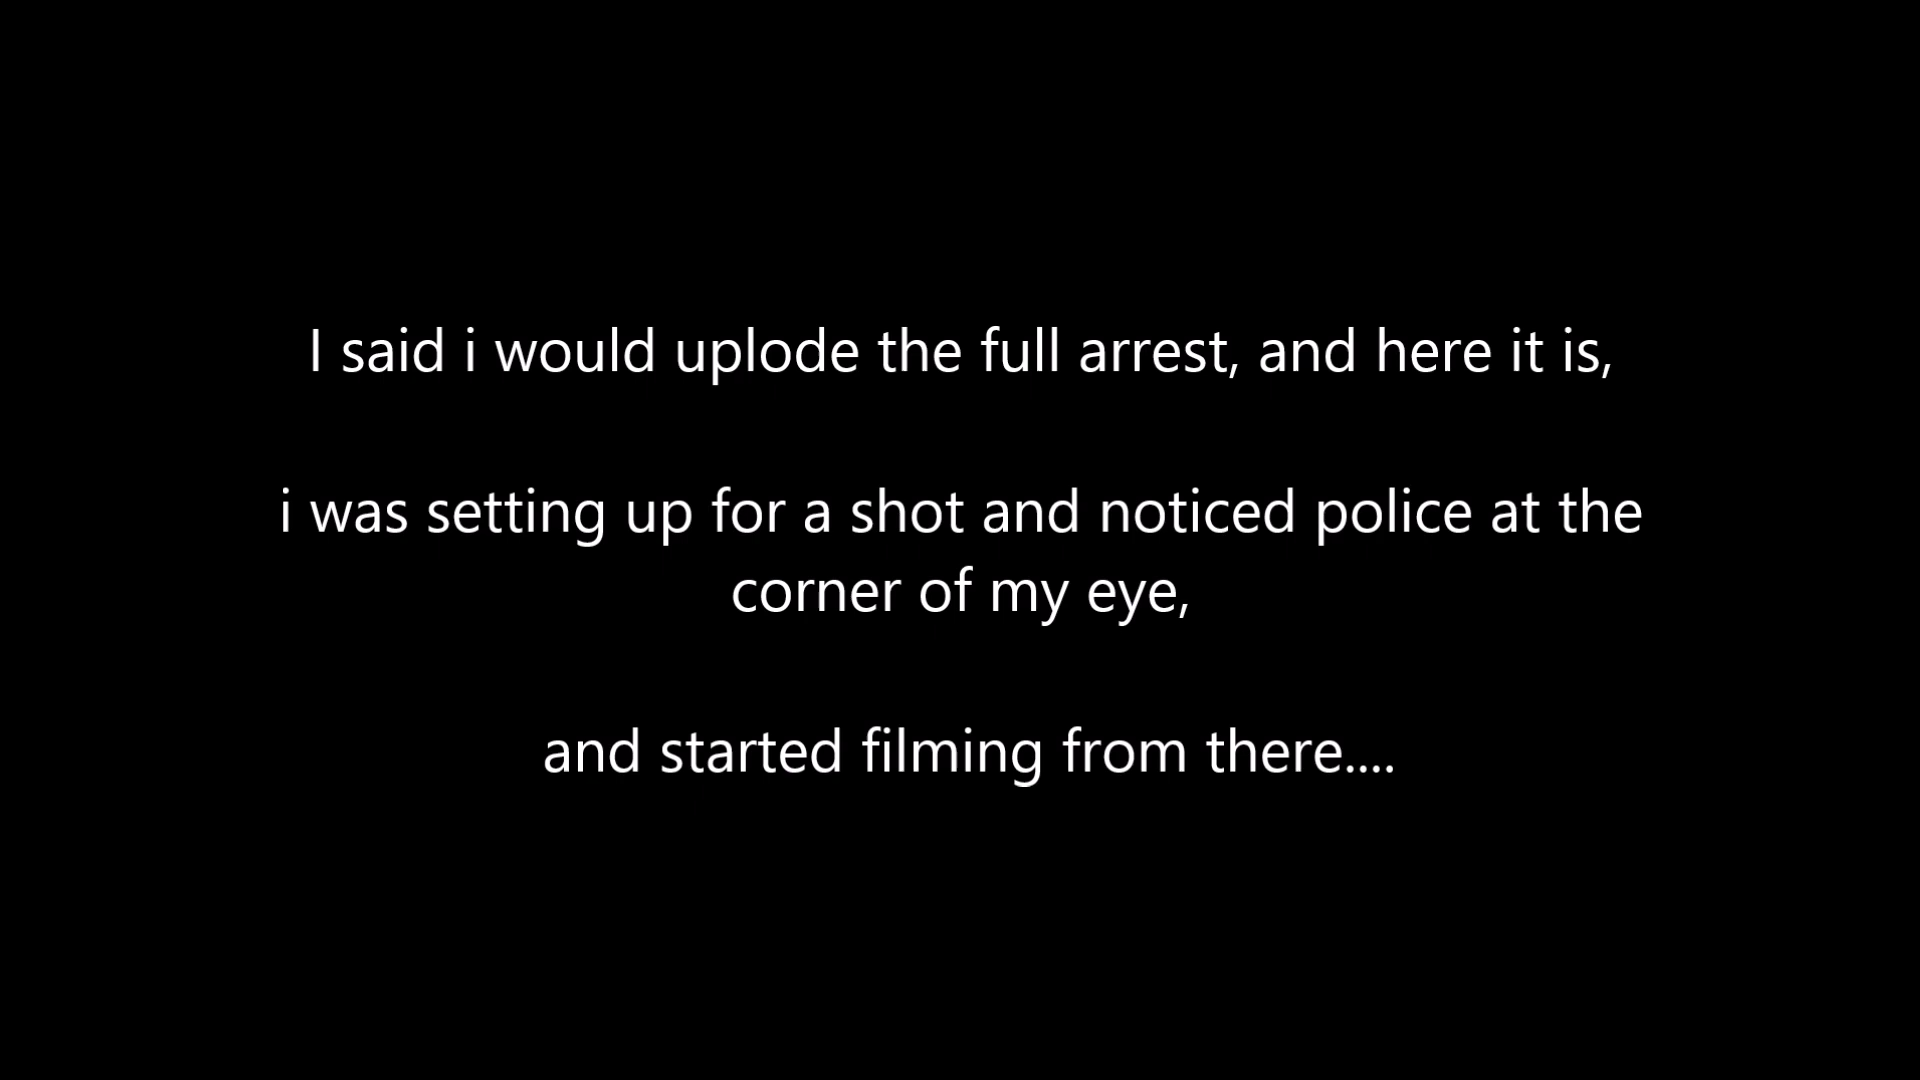 I said i would uplode the full arrest, and here it is,
i was setting up for a shot and noticed police at the
corner of my eye,
and started filming from there....